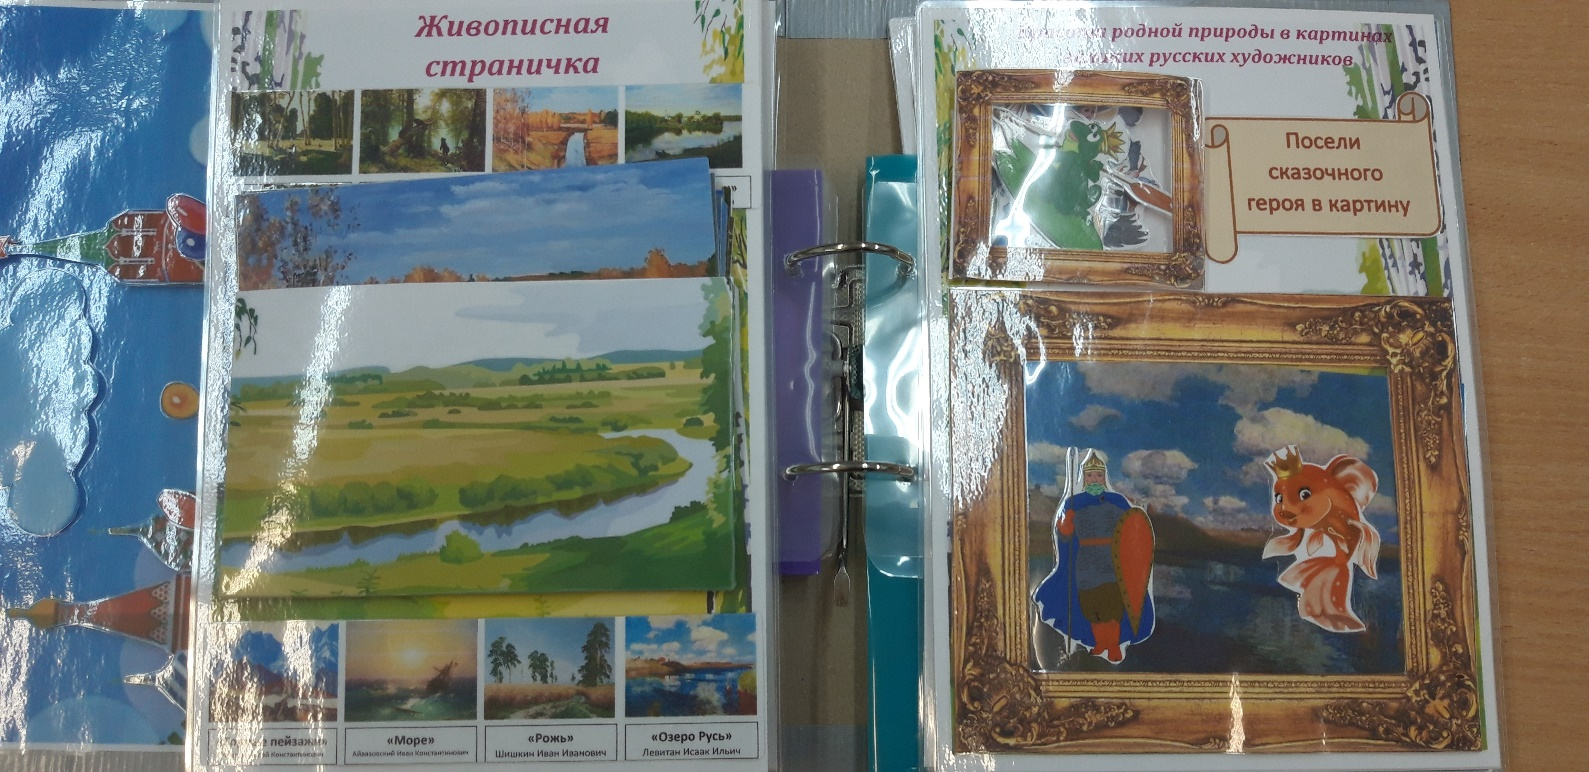 Живописная
страничка
«Море»
Айвазовский Иван Константинович
«Рожь»
Шишкин Иван Иванович
«Озеро Русь»
Левитан Исаак Ильич
родной природы в картинах
русских художников
Посели
сказочного
героя в картину